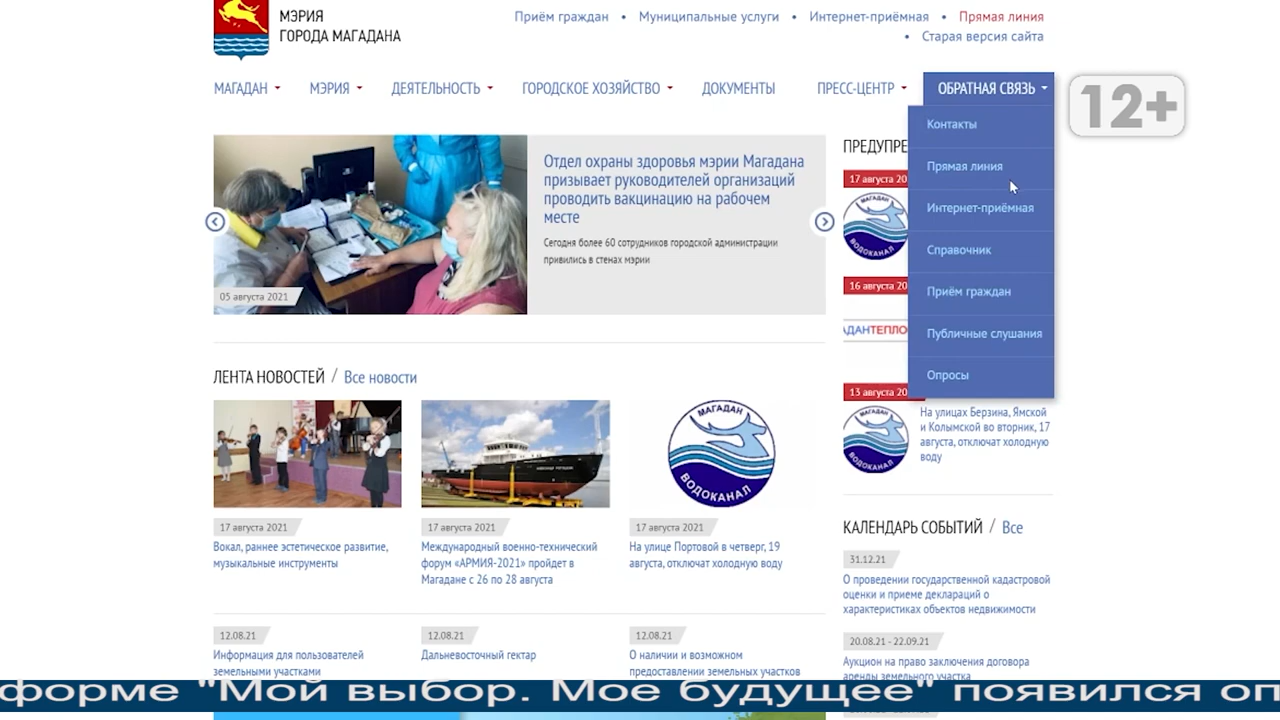 МЭРИЯ
ГОРОДА МАГАДАНА
Приём граждан • Муниципальные услуги • Интернет-приёмная • Прямая линия
• Старая версия сайта
МАГАДАН МЭРИЯ ДЕЯТЕЛЬНОСТЬ ГОРОДСКОЕ ХОЗЯЙСТВО ДОКУМЕНТЫ ПРЕСС-ЦЕНТР ОБРАТНАЯ СВЯЗЬ
12+
Контакты
Прямая линия
Интернет-приёмная
Справочник
Приём граждан
Публичные слушания
Опросы
Отдел охраны здоровья мэрии Магадана
призывает руководителей организаций
проводить вакцинацию на рабочем
месте
Сегодня более 60 сотрудников городской администрации
привились в стенах мэрии
05 августа 2021
ПРЕДУПРЕ
17 августа 20
МАГАДАН
ВОДОКАНАЛ
16 августа 20
ДАНТЕПЛО
13 августа 20
МАГАДАН
ВОДОКАНАЛ
На улицах Берзина, Ямской
и Колымской во вторник, 17
августа, отключат холодную
воду
ЛЕНТА НОВОСТЕЙ / Все новости
МАГАДАН
ВОДОКАНАЛ
17 августа 2021
Вокал, раннее эстетическое развитие,
музыкальные инструменты
17 августа 2021
Международный военно-технический
форум «АРМИЯ-2021» пройдет в
Магадане с 26 по 28 августа
17 августа 2021
На улице Портовой в четверг, 19
августа, отключат холодную воду
12.08.21
Информация для пользователей
земельными участками
12.08.21
Дальневосточный гектар
12.08.21
О наличии и возможном
предоставлении земельных участков
КАЛЕНДАРЬ СОБЫТИЙ / Все
31.12.21
О проведении государственной кадастровой
оценки и приеме деклараций о
характеристиках объектов недвижимости
20.08.21 - 22.09.21
Аукцион на право заключения договора
аренды земельного участка
форме "Мой выбор. Мое будущее" появился оп